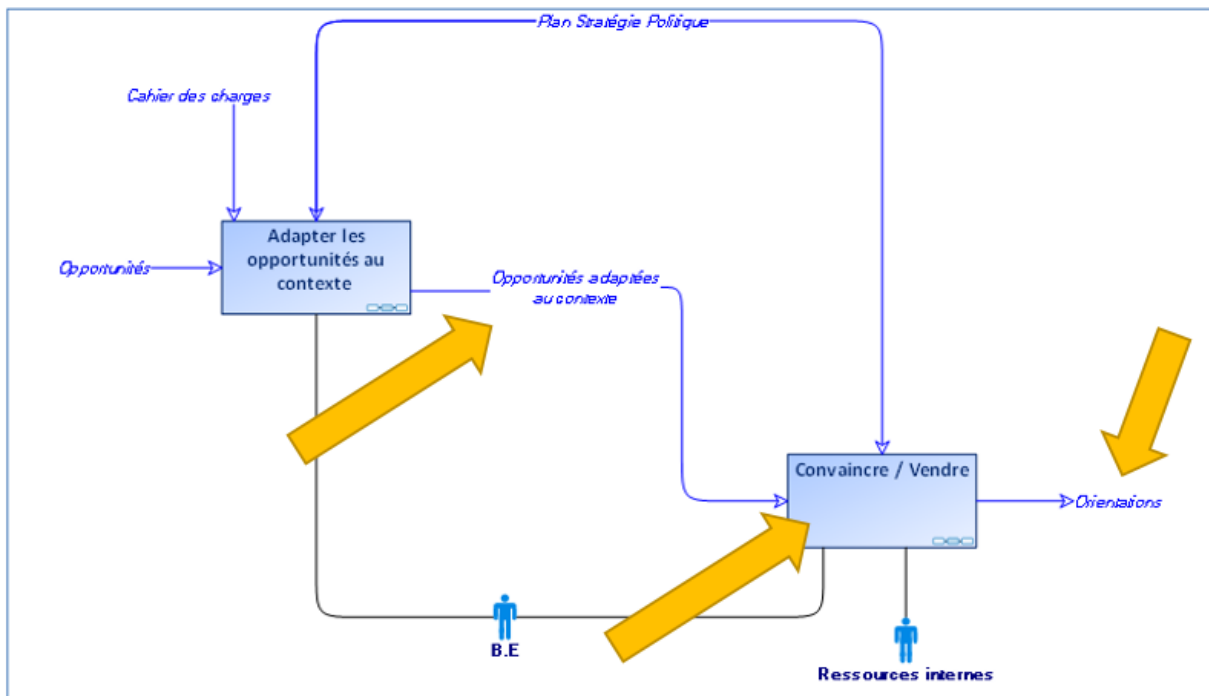 Plan Stratégie Politique
Cahier des charges
Adapter les
opportunités au
contexte
Opportunités
Opportunités adaptées
au contexte
Convaincre / Vendre
Orientations
B.E
Ressources internes